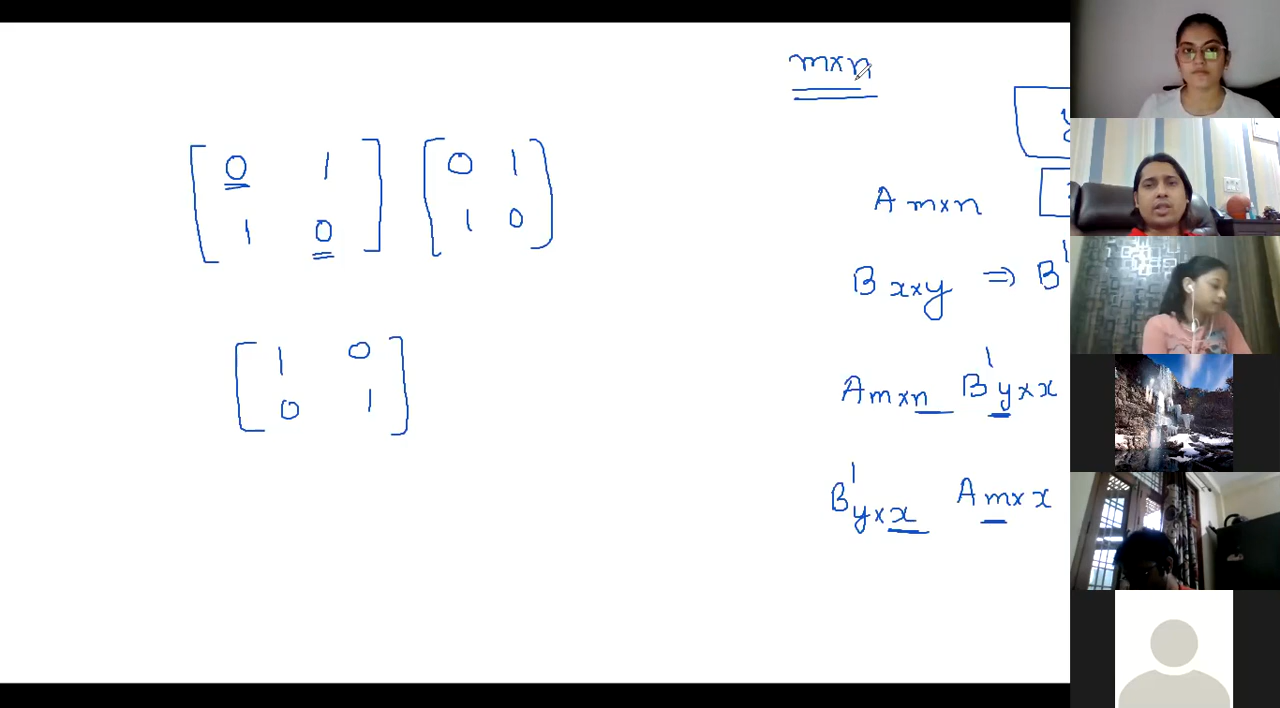 [ 0 1 ] [ 0 1 ]
[ 1 0 ] [ 1 0 ]
[ 1 0 ]
[ 0 1 ]
m×n
A m×n
B x×y ⇒ B'
A m×n B' y×x
B' y×x A m×x